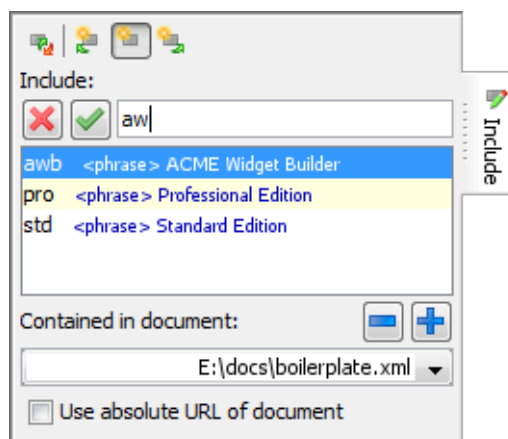 Include:
aw
awb <phrase> ACME Widget Builder
pro <phrase> Professional Edition
std <phrase> Standard Edition
Contained in document:
E:\docs\boilerplate.xml
Use absolute URL of document
Include